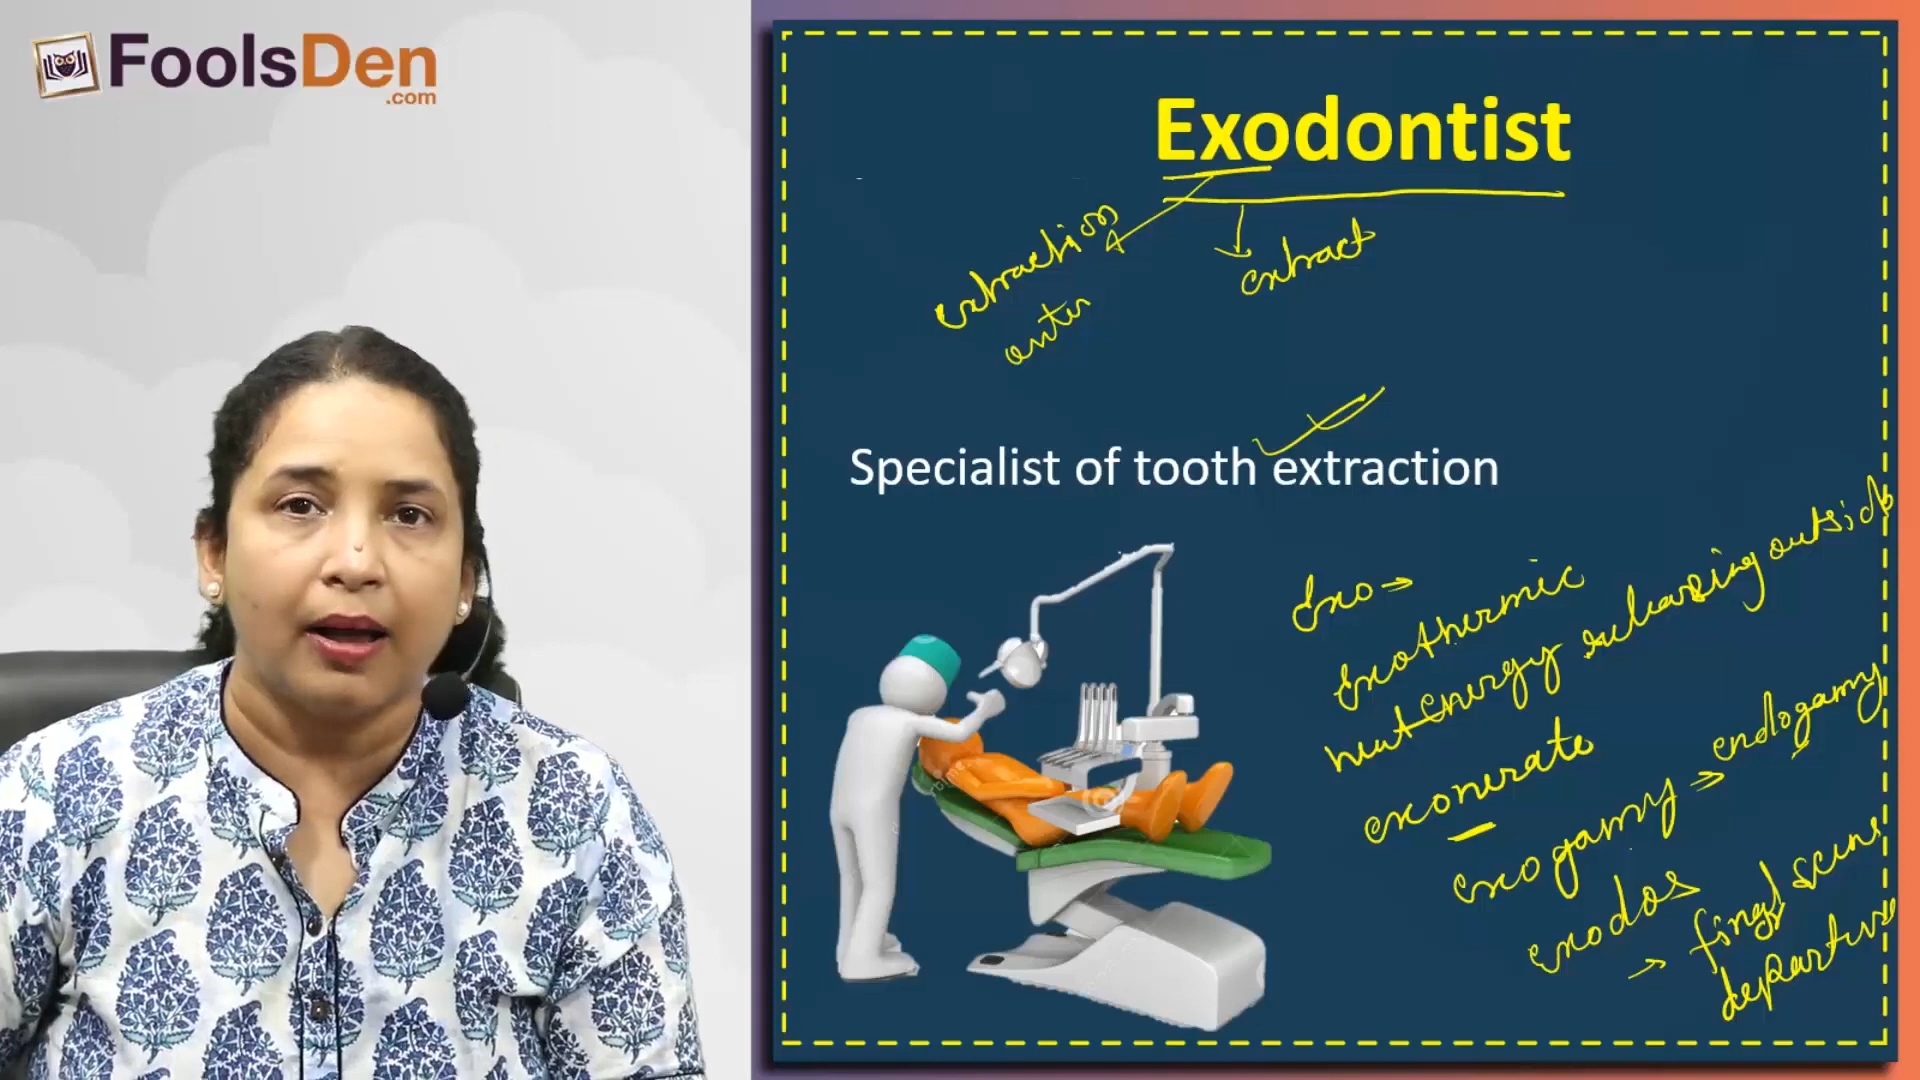 FoolsDen
.com
Exodontist
extraction
extract
outer
Specialist of tooth extraction
Exo →
Exothermic
heat energy releasing outside
exonerate
exogamy → endogamy
exodos
→ final scene
departure